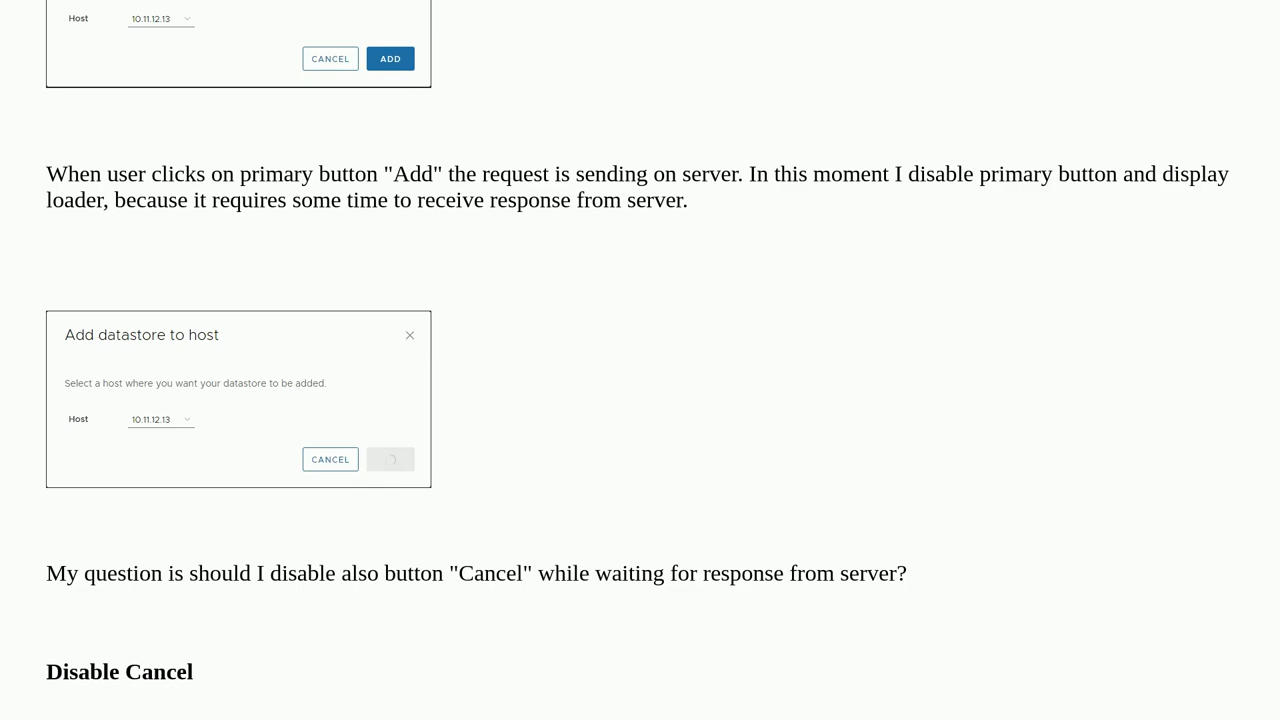 Host 10.11.12.13
CANCEL ADD
When user clicks on primary button "Add" the request is sending on server. In this moment I disable primary button and display
loader, because it requires some time to receive response from server.
Add datastore to host
Select a host where you want your datastore to be added.
Host 10.11.12.13
CANCEL
My question is should I disable also button "Cancel" while waiting for response from server?
Disable Cancel